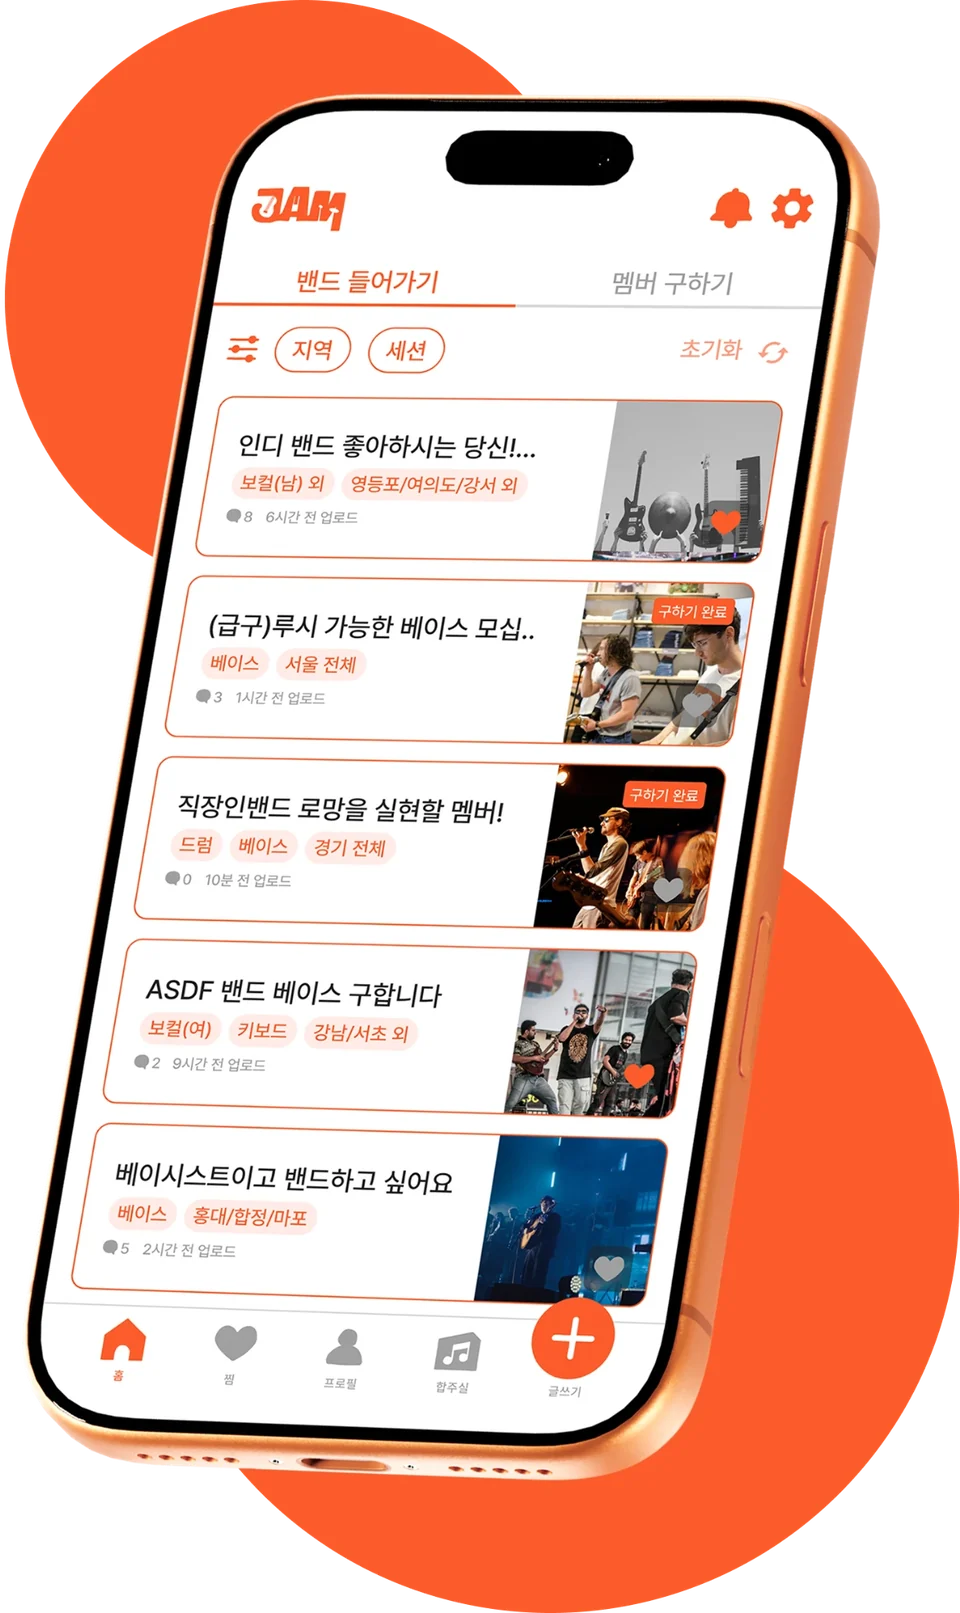 JAM
밴드 들어가기 멤버 구하기
지역 세션 초기화
인디 밴드 좋아하시는 당신!...
보컬(남) 외 영등포/여의도/강서 외
8 6시간 전 업로드
구하기 완료
(급구)루시 가능한 베이스 모십..
베이스 서울 전체
3 1시간 전 업로드
구하기 완료
직장인밴드 로망을 실현할 멤버!
드럼 베이스 경기 전체
0 10분 전 업로드
ASDF 밴드 베이스 구합니다
보컬(여) 키보드 강남/서초 외
2 9시간 전 업로드
베이시스트이고 밴드하고 싶어요
베이스 홍대/합정/마포
5 2시간 전 업로드
홈 찜 프로필 합주실 글쓰기